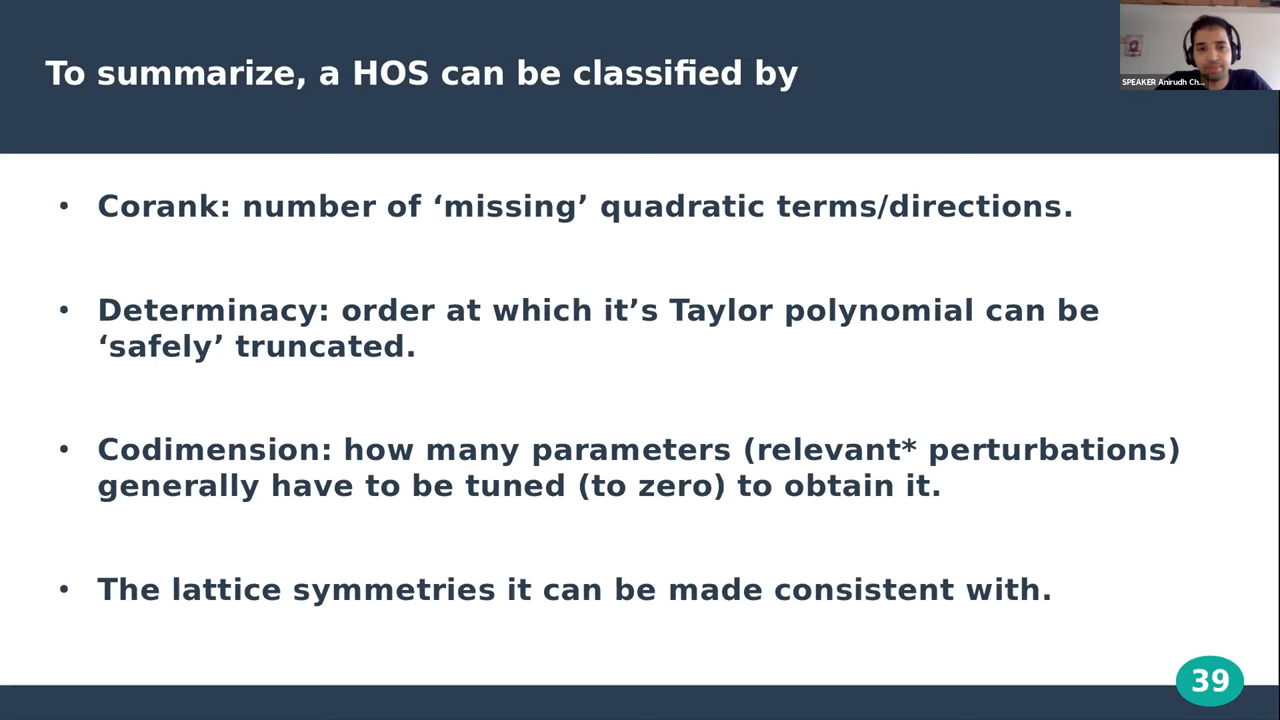 To summarize, a HOS can be classified by
SPEAKER Anirudh Ch...
• Corank: number of ‘missing’ quadratic terms/directions.
• Determinacy: order at which it’s Taylor polynomial can be
‘safely’ truncated.
• Codimension: how many parameters (relevant* perturbations)
generally have to be tuned (to zero) to obtain it.
• The lattice symmetries it can be made consistent with.
39